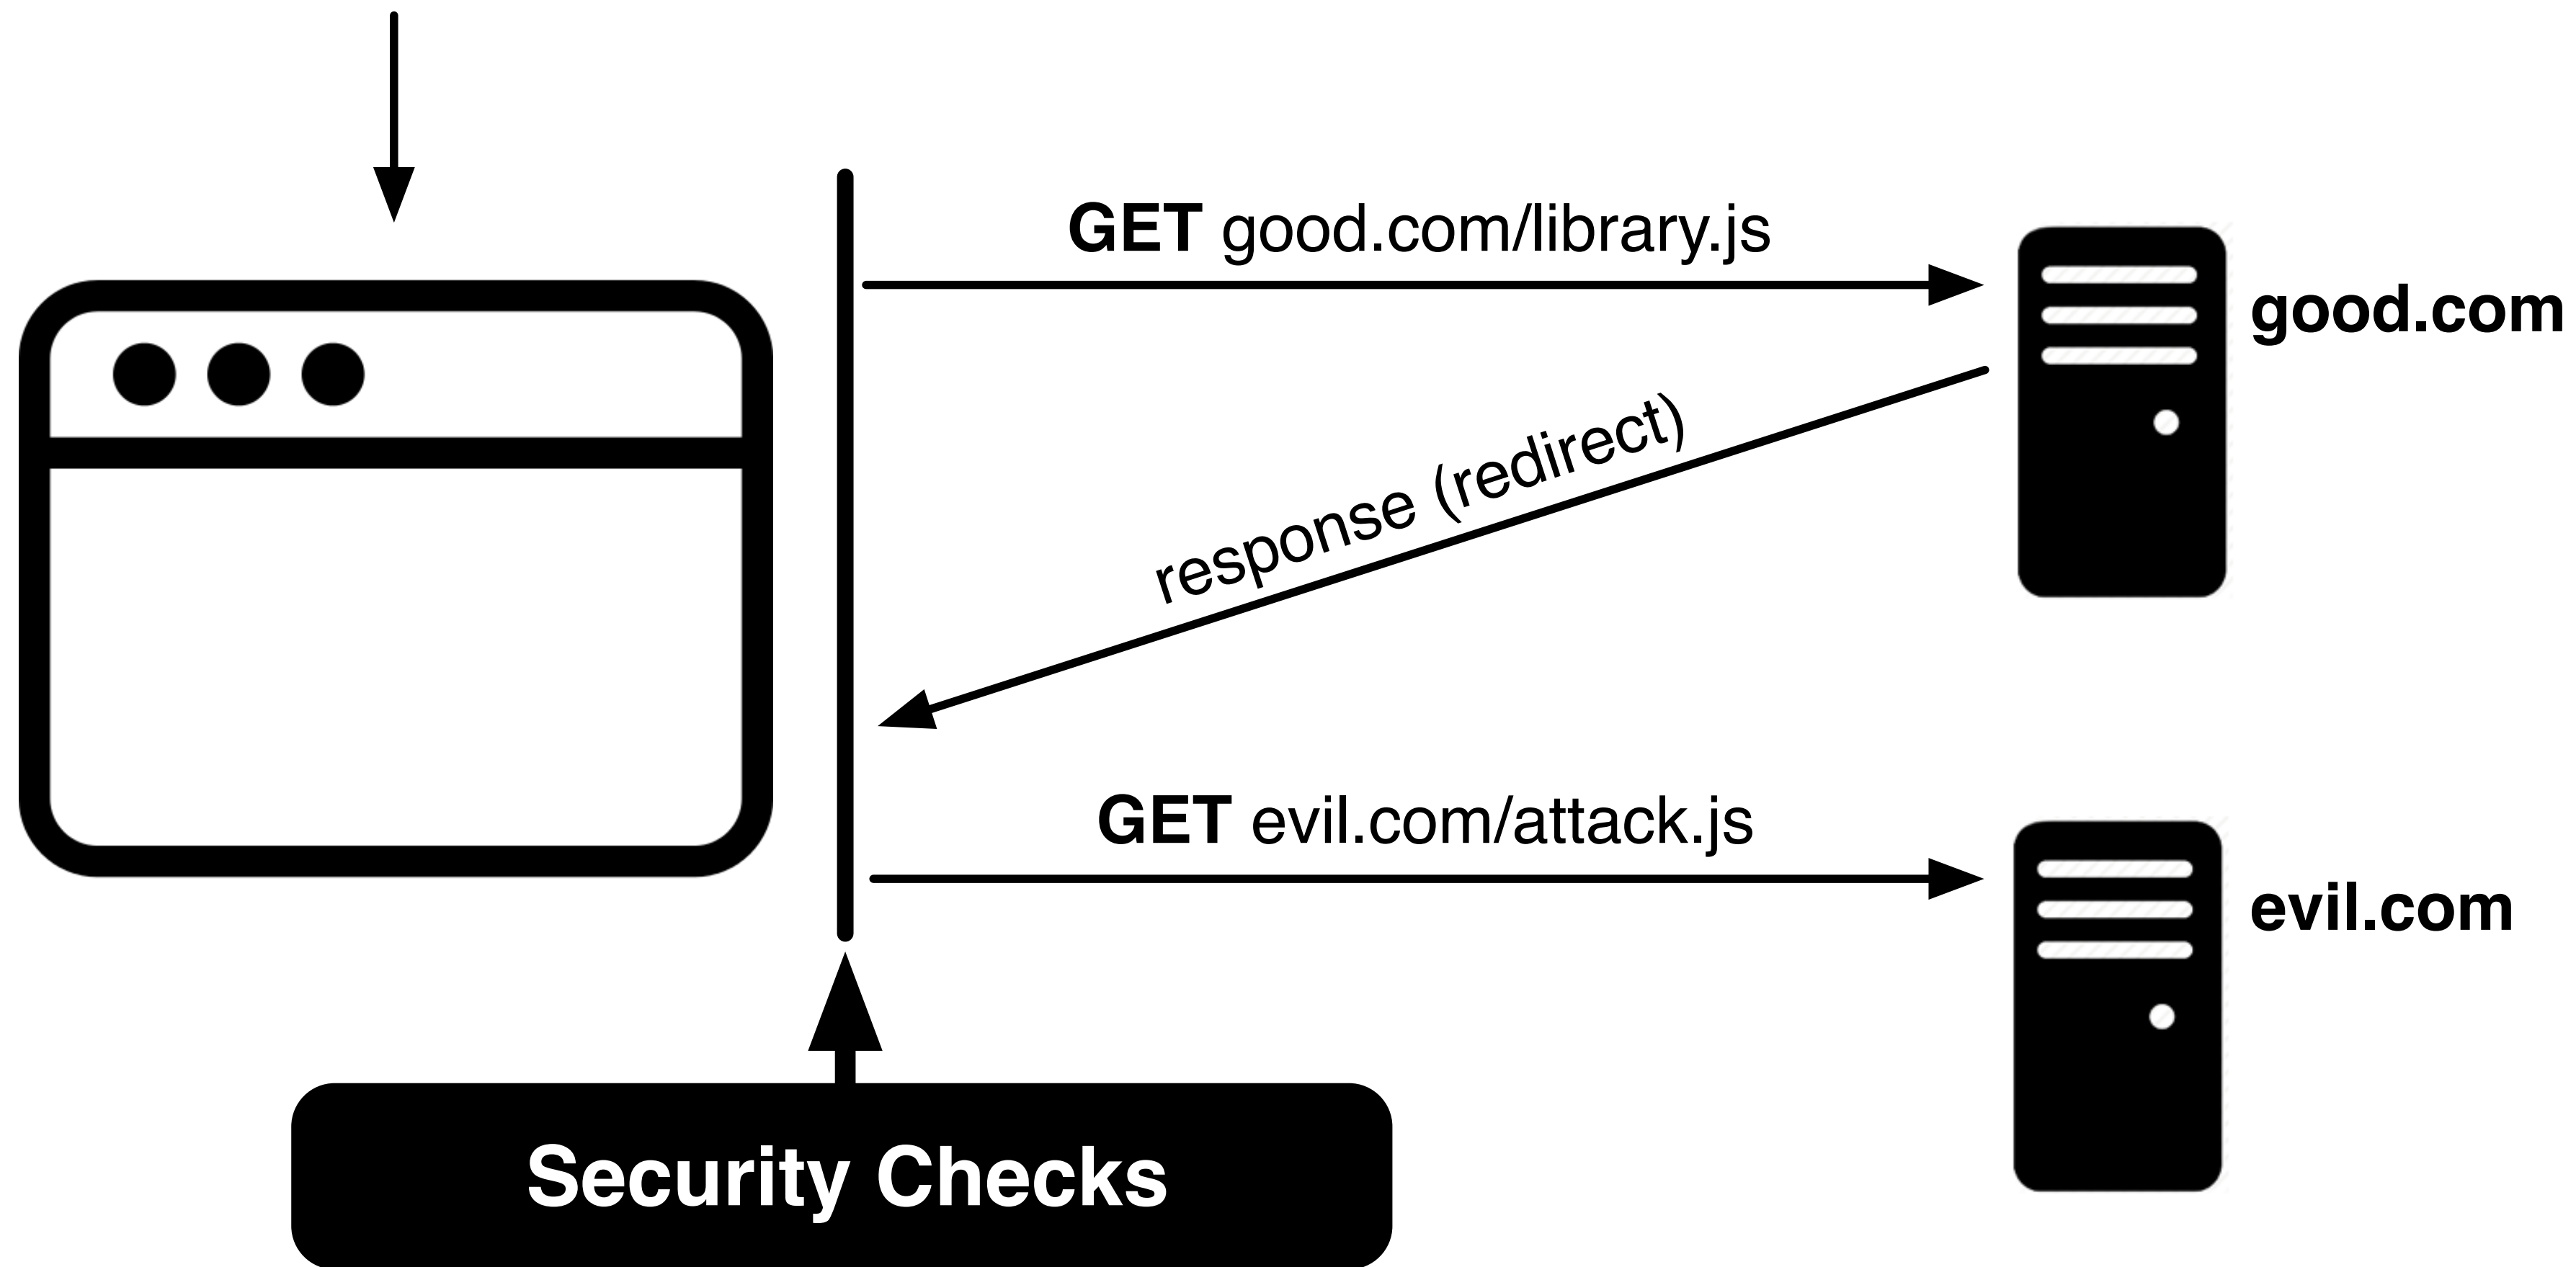 GET good.com/library.js
good.com
response (redirect)
GET evil.com/attack.js
evil.com
Security Checks